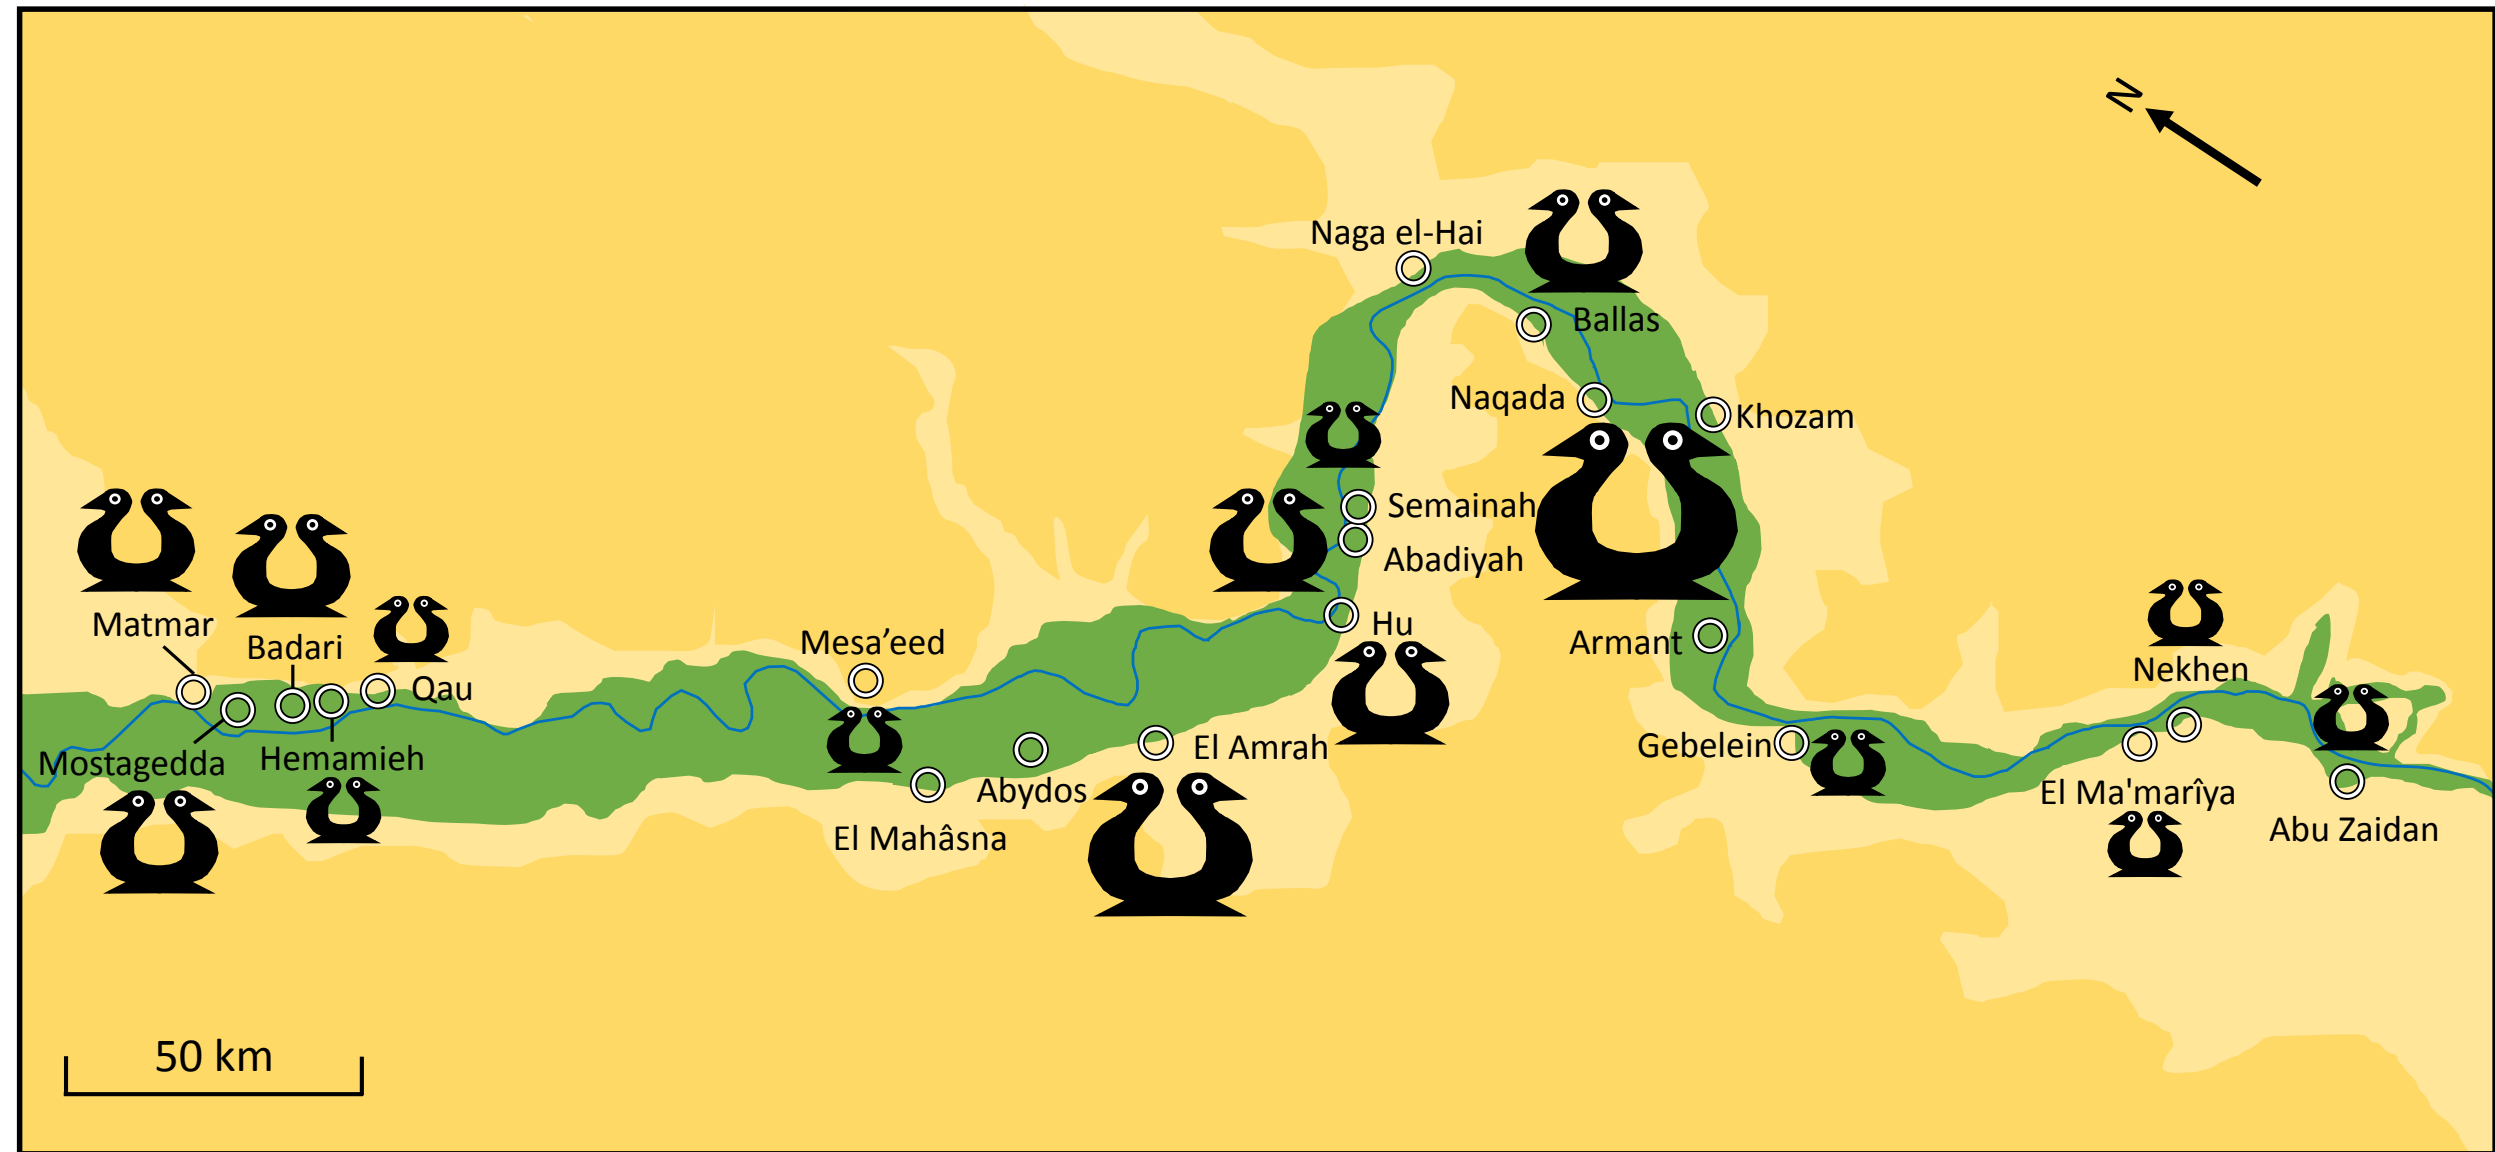 N
Naga el-Hai
Ballas
Naqada
Khozam
Semainah
Abadiyah
Matmar
Hu
Badari
Mesa’eed
Armant
Nekhen
Qau
Mostagedda
Hemamieh
El Amrah
Gebelein
Abydos
El Ma'marîya
El Mahâsna
Abu Zaidan
50 km